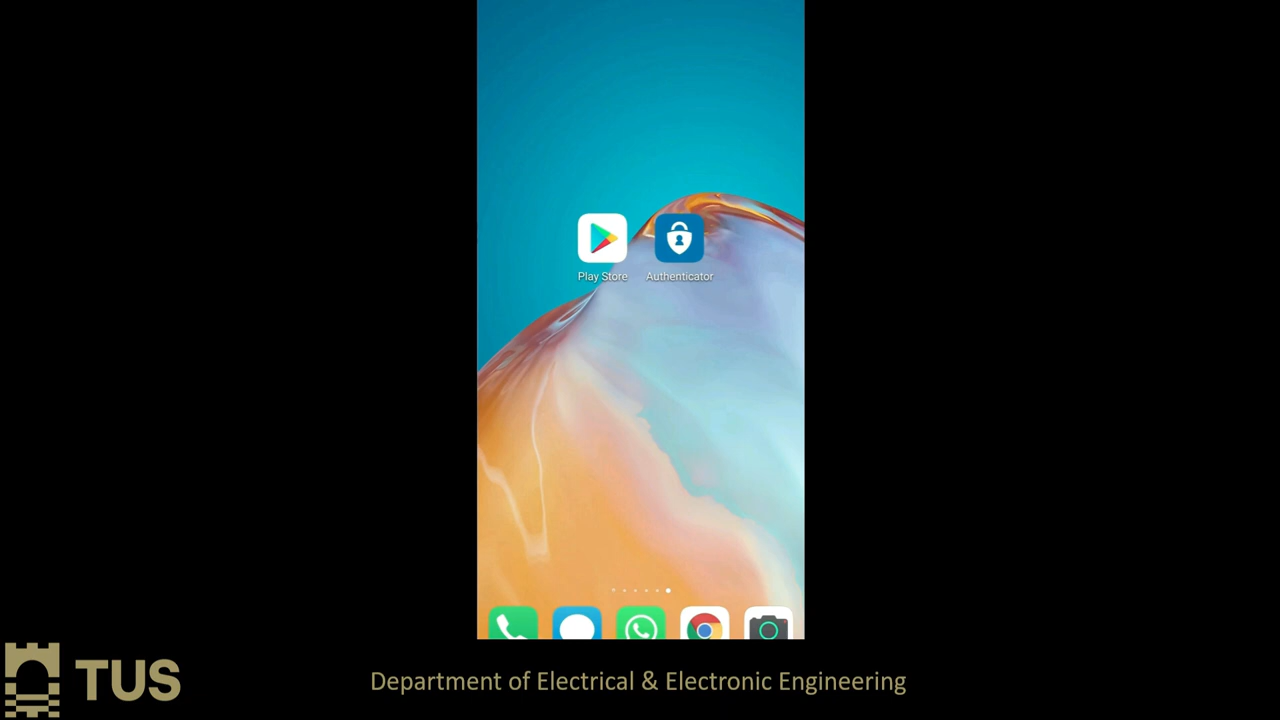 Play Store
Authenticator
TUS
Department of Electrical & Electronic Engineering